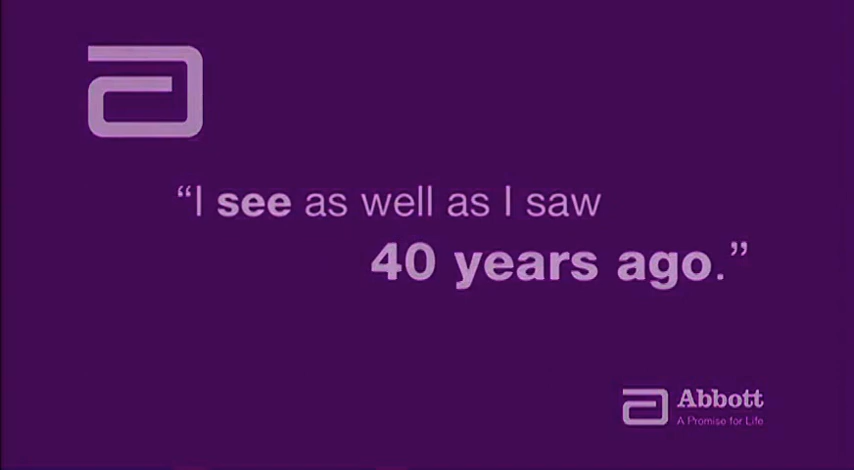 “I see as well as I saw
40 years ago.”
Abbott
A Promise for Life